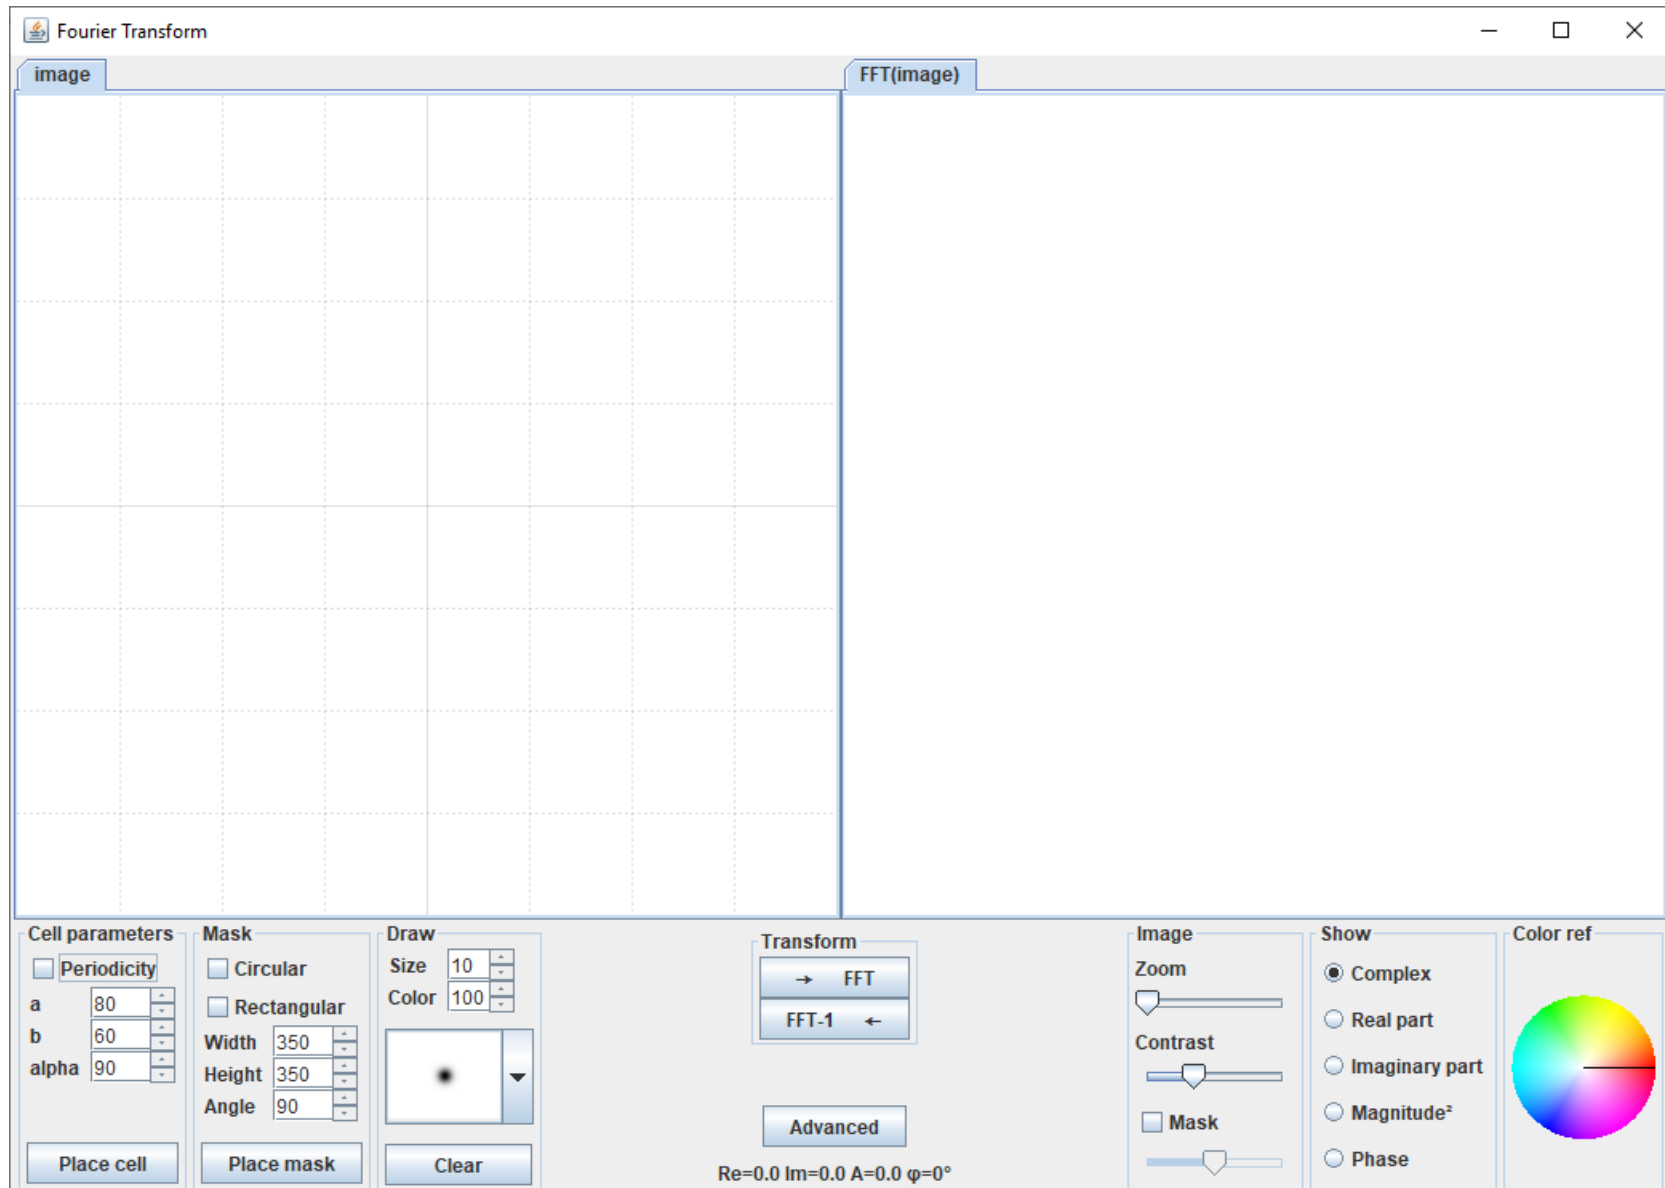 Fourier Transform
image
FFT(image)
Cell parameters
Periodicity
a 80
b 60
alpha 90
Place cell
Mask
Circular
Rectangular
Width 350
Height 350
Angle 90
Place mask
Draw
Size 10
Color 100
Clear
Transform
→ FFT
FFT-1 ←
Advanced
Re=0.0 Im=0.0 A=0.0 φ=0°
Image
Zoom
Contrast
Mask
Show
Complex
Real part
Imaginary part
Magnitude²
Phase
Color ref